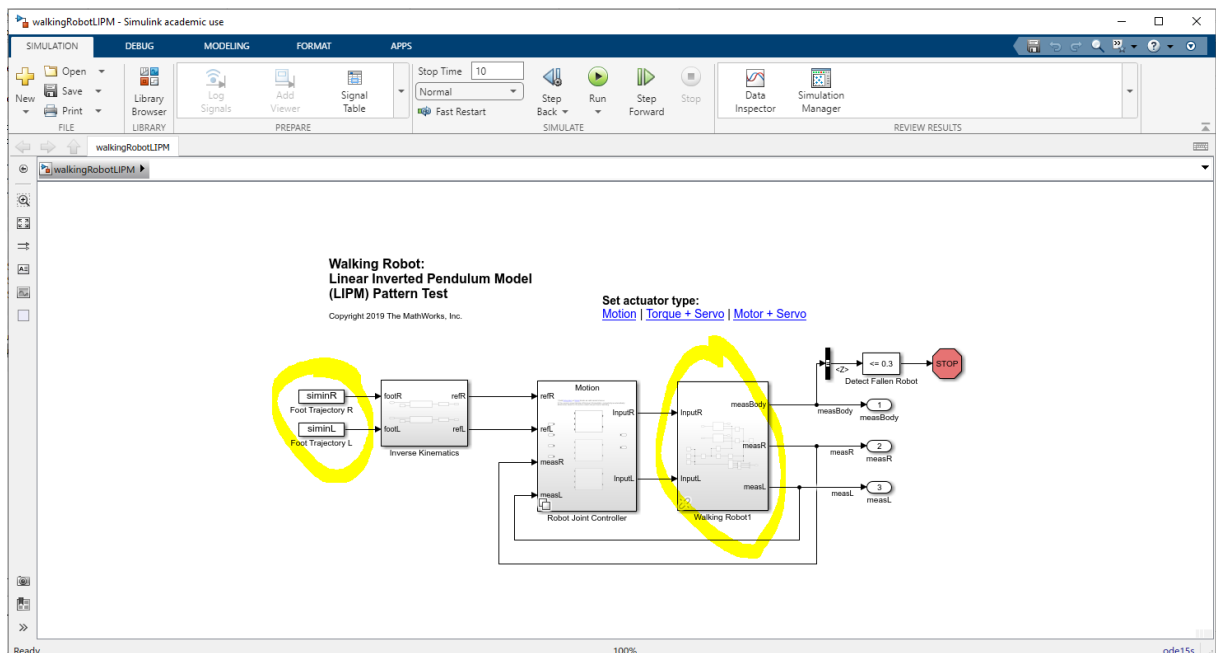 walkingRobotLIPM - Simulink academic use
SIMULATION DEBUG MODELING FORMAT APPS
New
Open
Save
Print
FILE
Library Browser
LIBRARY
Log Signals
Add Viewer
Signal Table
PREPARE
Stop Time 10
Normal
Fast Restart
Step Back
Run
Step Forward
Stop
SIMULATE
Data Inspector
Simulation Manager
REVIEW RESULTS
walkingRobotLIPM
walkingRobotLIPM
Walking Robot:
Linear Inverted Pendulum Model
(LIPM) Pattern Test
Copyright 2019 The MathWorks, Inc.
Set actuator type:
Motion | Torque + Servo | Motor + Servo
siminR
Foot Trajectory R
siminL
Foot Trajectory L
footR
footL
refR
refL
Inverse Kinematics
Motion
refR
refL
measR
measL
InputR
InputL
Robot Joint Controller
InputR
InputL
measBody
measR
measL
Walking Robot1
<Z>
<= 0.3
Detect Fallen Robot
STOP
measBody
1
measBody
measR
2
measR
measL
3
measL
Ready 100% ode15s